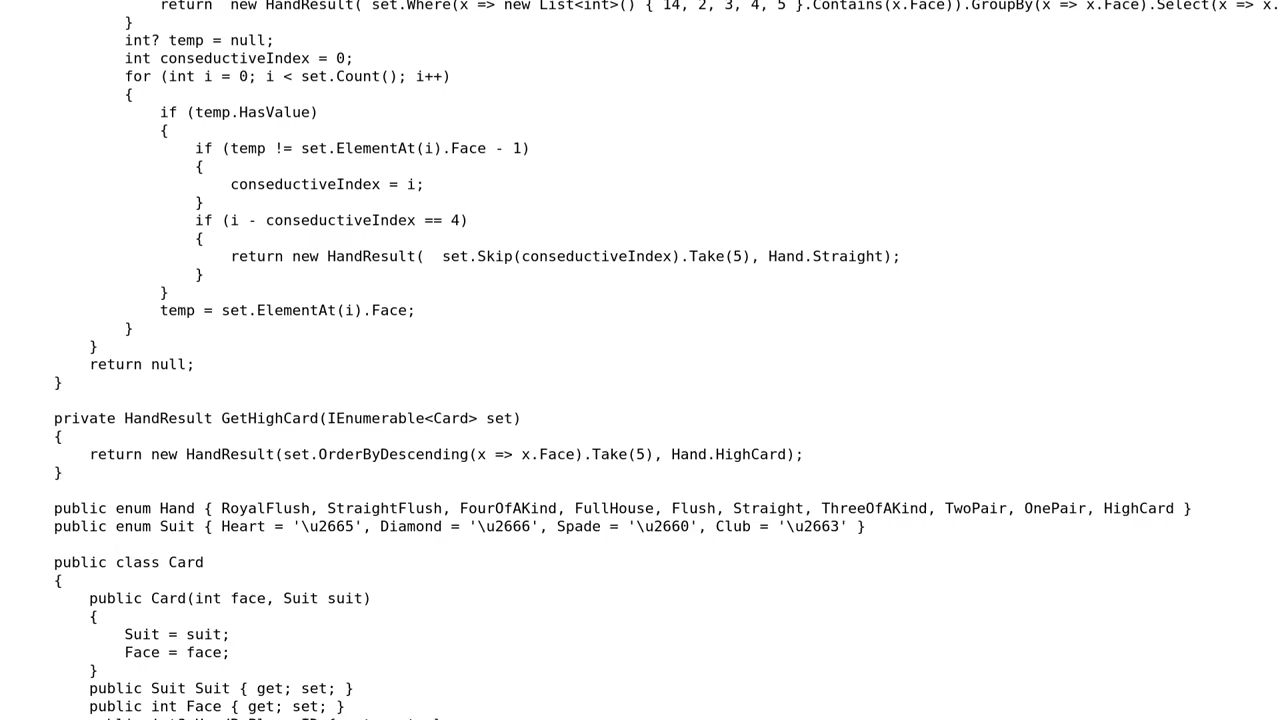 return  new HandResult( set.Where(x => new List<int>() { 14, 2, 3, 4, 5 }.Contains(x.Face)).GroupBy(x => x.Face).Select(x => x.
}
int? temp = null;
int conseductiveIndex = 0;
for (int i = 0; i < set.Count(); i++)
{
if (temp.HasValue)
{
if (temp != set.ElementAt(i).Face - 1)
{
conseductiveIndex = i;
}
if (i - conseductiveIndex == 4)
{
return new HandResult(  set.Skip(conseductiveIndex).Take(5), Hand.Straight);
}
}
temp = set.ElementAt(i).Face;
}
}
return null;
}
private HandResult GetHighCard(IEnumerable<Card> set)
{
return new HandResult(set.OrderByDescending(x => x.Face).Take(5), Hand.HighCard);
}
public enum Hand { RoyalFlush, StraightFlush, FourOfAKind, FullHouse, Flush, Straight, ThreeOfAKind, TwoPair, OnePair, HighCard }
public enum Suit { Heart = '\u2665', Diamond = '\u2666', Spade = '\u2660', Club = '\u2663' }
public class Card
{
public Card(int face, Suit suit)
{
Suit = suit;
Face = face;
}
public Suit Suit { get; set; }
public int Face { get; set; }